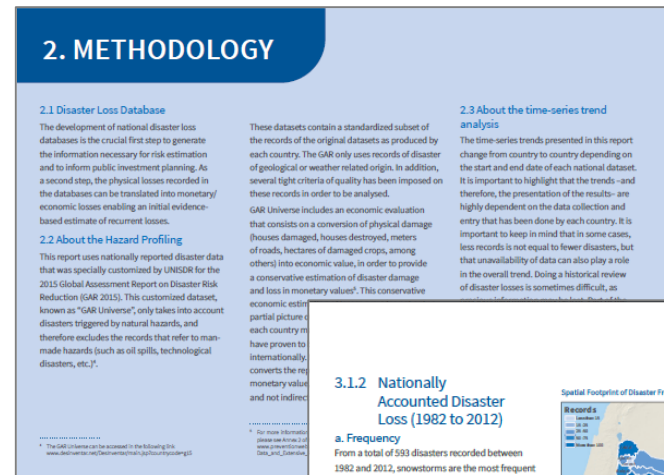 2. METHODOLOGY
2.1 Disaster Loss Database
The development of national disaster loss
databases is the crucial first step to generate
the information necessary for risk estimation
and to inform public investment planning. As
a second step, the physical losses recorded in
the databases can be translated into monetary/
economic losses enabling an initial evidence-
based estimate of recurrent losses.
2.2 About the Hazard Profiling
This report uses nationally reported disaster data
that was specially customized by UNISDR for the
2015 Global Assessment Report on Disaster Risk
Reduction (GAR 2015). This customized dataset,
known as "GAR Universe", only takes into account
disasters triggered by natural hazards, and
therefore excludes the records that refer to man-
made hazards (such as oil spills, technological
disasters, etc.)⁴.
⁴ The GAR Universe can be accessed in the following link
These datasets contain a standardized subset of
the records of the original datasets as produced by
each country. The GAR only uses records of disaster
of geological or weather related origin. In addition,
several tight criteria of quality has been imposed on
these records in order to be analysed.
GAR Universe includes an economic evaluation
that consists on a conversion of physical damage
(houses damaged, houses destroyed, meters
of roads, hectares of damaged crops, among
others) into economic value, in order to provide
a conservative estimation of disaster damage
and loss in monetary values⁵. This conservative
economic estim
partial picture o
each country m
have proven to
internationally.
converts the rep
monetary value
and not indirec
For more information
please see Annex 2 of
2.3 About the time-series trend
analysis
The time-series trends presented in this report
change from country to country depending on
the start and end date of each national dataset.
It is important to highlight that the trends –and
therefore, the presentation of the results– are
highly dependent on the data collection and
entry that has been done by each country. It is
important to keep in mind that in some cases,
less records is not equal to fewer disasters, but
that unavailability of data can also play a role
in the overall trend. Doing a historical review
of disaster losses is sometimes difficult, as
3.1.2 Nationally
Accounted Disaster
Loss (1982 to 2012)
a. Frequency
From a total of 593 disasters recorded between
1982 and 2012, snowstorms are the most frequent
Spatial Footprint of Disaster Fr
Records